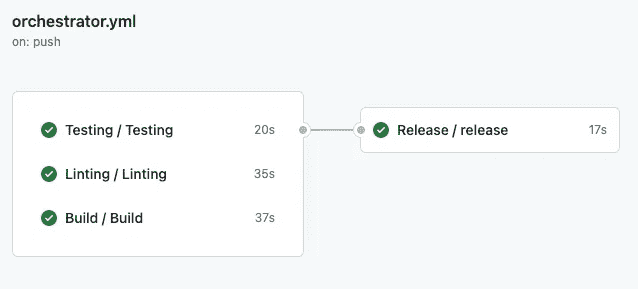 orchestrator.yml
on: push
Testing / Testing 20s
Linting / Linting 35s
Build / Build 37s
Release / release 17s